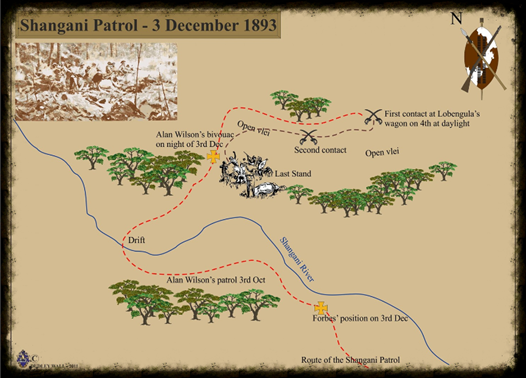 Shangani Patrol - 3 December 1893
N
First contact at Lobengula's
wagon on 4th at daylight
Open vlei
Alan Wilson's bivouac
on night of 3rd Dec
Second contact
Open vlei
Last Stand
Drift
Shangani River
Alan Wilson's patrol 3rd Oct
Forbes' position on 3rd Dec
Route of the Shangani Patrol